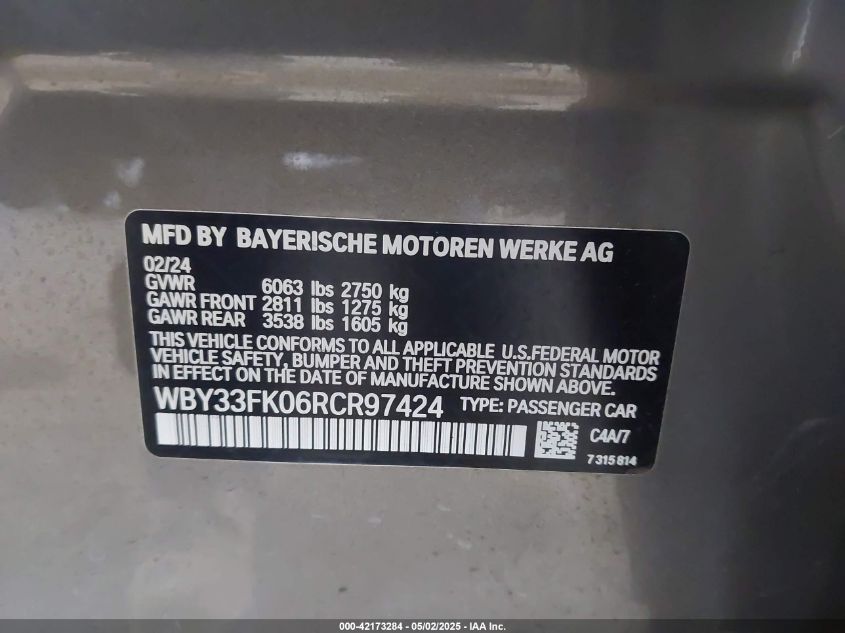 MFD BY BAYERISCHE MOTOREN WERKE AG
02/24
GVWR 6063 lbs 2750 kg
GAWR FRONT 2811 lbs 1275 kg
GAWR REAR 3538 lbs 1605 kg
THIS VEHICLE CONFORMS TO ALL APPLICABLE U.S.FEDERAL MOTOR
VEHICLE SAFETY, BUMPER AND THEFT PREVENTION STANDARDS
IN EFFECT ON THE DATE OF MANUFACTURE SHOWN ABOVE.
WBY33FK06RCR97424 TYPE: PASSENGER CAR
C4A/7
7 315 814
000-42173284 - 05/02/2025 - IAA Inc.